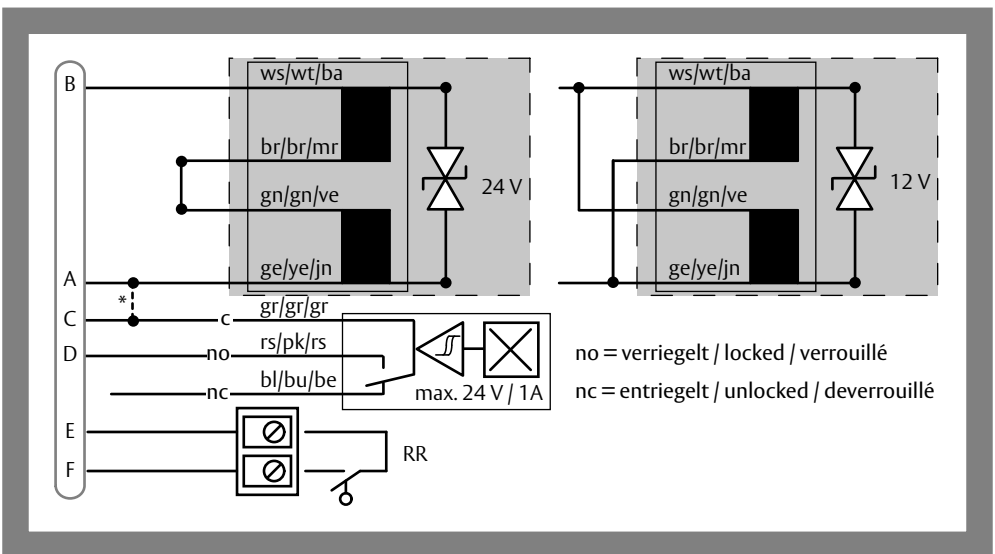 B
ws/wt/ba
ws/wt/ba
br/br/mr
br/br/mr
24 V
12 V
gn/gn/ve
gn/gn/ve
A
ge/ye/jn
ge/ye/jn
*
C
c
gr/gr/gr
D
no
rs/pk/rs
no = verriegelt / locked / verrouillé
nc
bl/bu/be
max. 24 V / 1A
nc = entriegelt / unlocked / deverrouillé
E
RR
F